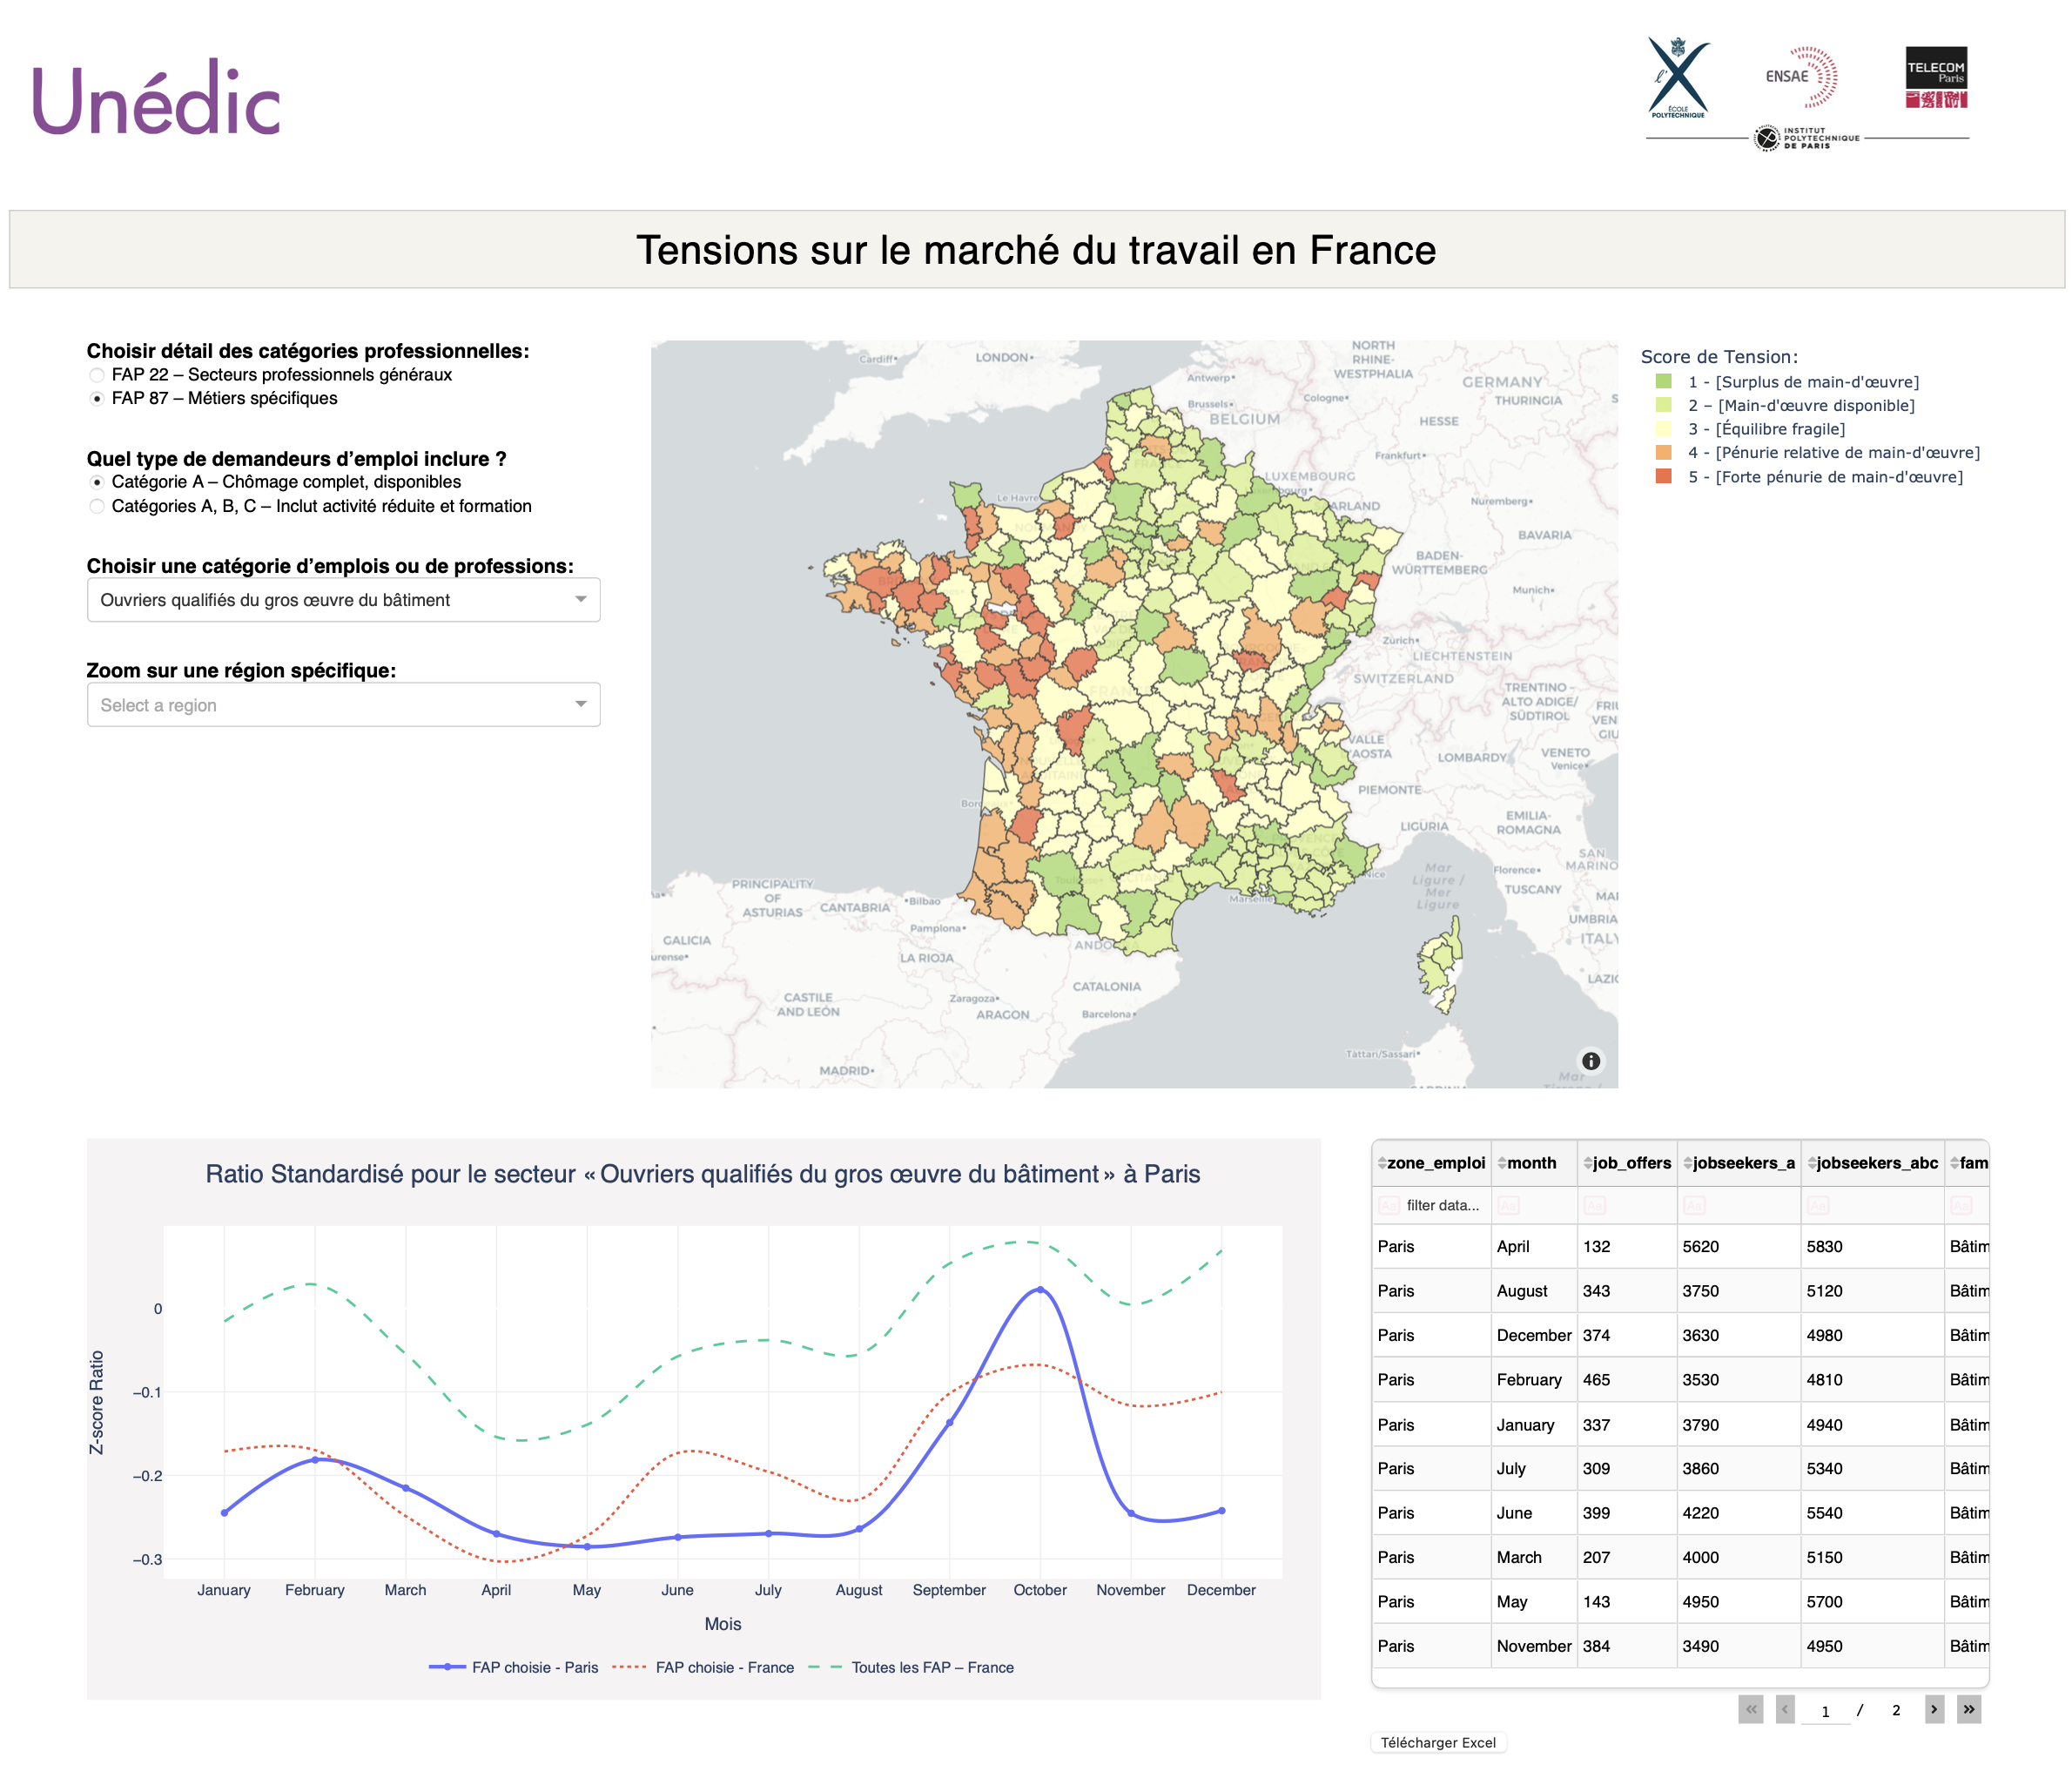 Unédic
l'X
ÉCOLE
POLYTECHNIQUE
ENSAE
TELECOM
Paris
INSTITUT
POLYTECHNIQUE
DE PARIS
Tensions sur le marché du travail en France
Choisir détail des catégories professionnelles:
FAP 22 – Secteurs professionnels généraux
FAP 87 – Métiers spécifiques
Quel type de demandeurs d’emploi inclure ?
Catégorie A – Chômage complet, disponibles
Catégories A, B, C – Inclut activité réduite et formation
Choisir une catégorie d’emplois ou de professions:
Ouvriers qualifiés du gros œuvre du bâtiment
Zoom sur une région spécifique:
Select a region
Cardiff
LONDON
NORTH
RHINE-
WESTPHALIA
Antwerp
GERMANY
THURINGIA
Brussels
Cologne
BELGIUM
HESSE
Frankfurt
LUXEMBOURG
Le Havre
Nuremberg
BAVARIA
BADEN-
WÜRTTEMBERG
Munich
Zürich
LIECHTENSTEIN
SWITZERLAND
TRENTINO -
ALTO ADIGE/
SÜDTIROL
FRANCE
VALLE
D'AOSTA
LOMBARDY
VENETO
Venice
PIEMONTE
LIGURIA
EMILIA-
ROMAGNA
Nice
Mar
Ligure /
Mer
Ligure
Florence
TUSCANY
Marseille
PRINCIPALITY
OF
ASTURIAS
CANTABRIA
Bilbao
Pamplona
GALICIA
LA RIOJA
ITALY
CATALONIA
CASTILE
AND LEÓN
Zaragoza
ARAGON
Barcelona
Tàttari/Sassari
MADRID
Score de Tension:
1 - [Surplus de main-d'œuvre]
2 – [Main-d'œuvre disponible]
3 - [Équilibre fragile]
4 - [Pénurie relative de main-d'œuvre]
5 - [Forte pénurie de main-d'œuvre]
Ratio Standardisé pour le secteur « Ouvriers qualifiés du gros œuvre du bâtiment » à Paris
Z-score Ratio
0
−0.1
−0.2
−0.3
January February March April May June July August September October November December
Mois
FAP choisie - Paris FAP choisie - France Toutes les FAP – France
zone_emploi month job_offers jobseekers_a jobseekers_abc fam
filter data...
Paris April 132 5620 5830 Bâtim
Paris August 343 3750 5120 Bâtim
Paris December 374 3630 4980 Bâtim
Paris February 465 3530 4810 Bâtim
Paris January 337 3790 4940 Bâtim
Paris July 309 3860 5340 Bâtim
Paris June 399 4220 5540 Bâtim
Paris March 207 4000 5150 Bâtim
Paris May 143 4950 5700 Bâtim
Paris November 384 3490 4950 Bâtim
1 / 2
Télécharger Excel